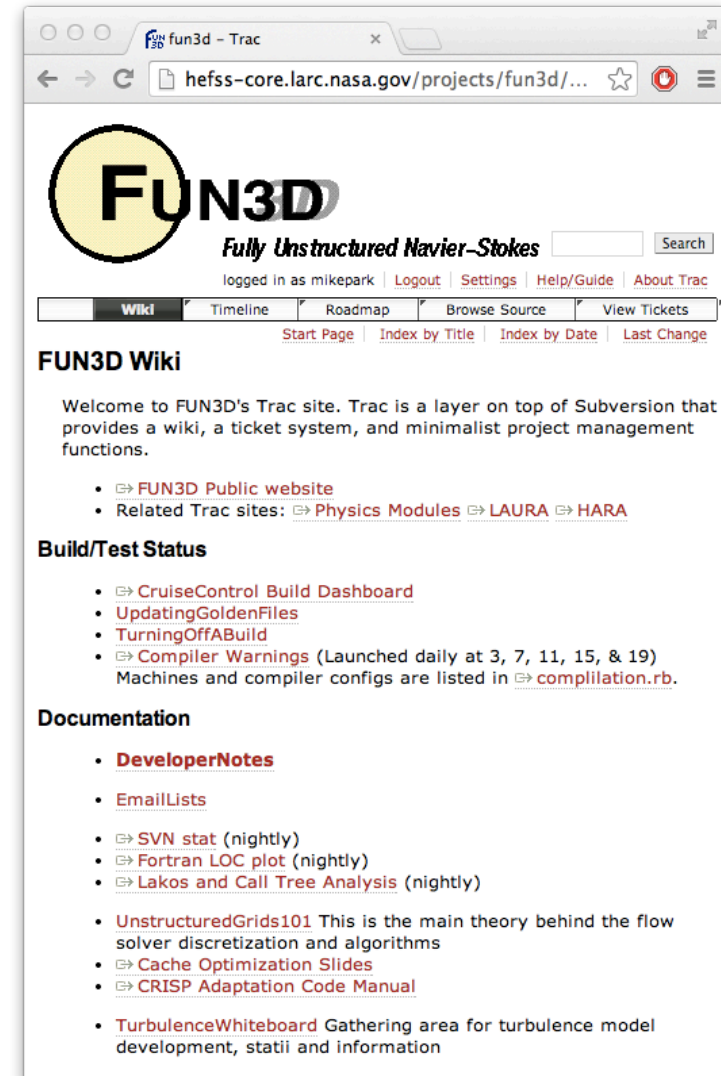 FUN3D fun3d – Trac ×
hefss-core.larc.nasa.gov/projects/fun3d/...
FUN3D
Fully Unstructured Navier–Stokes Search
logged in as mikepark Logout Settings Help/Guide About Trac
Wiki Timeline Roadmap Browse Source View Tickets
Start Page Index by Title Index by Date Last Change
FUN3D Wiki
Welcome to FUN3D's Trac site. Trac is a layer on top of Subversion that
provides a wiki, a ticket system, and minimalist project management
functions.
• FUN3D Public website
• Related Trac sites: Physics Modules LAURA HARA
Build/Test Status
• CruiseControl Build Dashboard
• UpdatingGoldenFiles
• TurningOffABuild
• Compiler Warnings (Launched daily at 3, 7, 11, 15, & 19)
Machines and compiler configs are listed in complilation.rb.
Documentation
• DeveloperNotes
• EmailLists
• SVN stat (nightly)
• Fortran LOC plot (nightly)
• Lakos and Call Tree Analysis (nightly)
• UnstructuredGrids101 This is the main theory behind the flow
solver discretization and algorithms
• Cache Optimization Slides
• CRISP Adaptation Code Manual
• TurbulenceWhiteboard Gathering area for turbulence model
development, statii and information